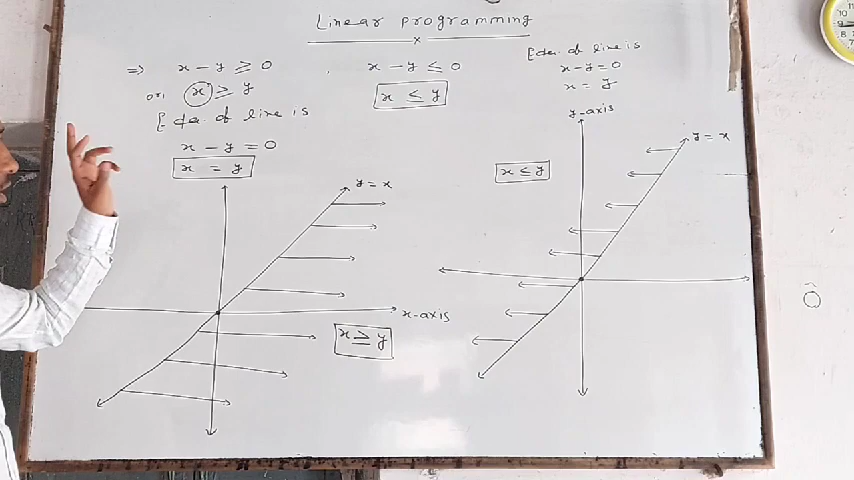 Linear programming
⇒ x - y ≥ 0
or, x ≥ y
Eqn. of line is
x - y = 0
x = y
y = x
x-axis
x ≥ y
, x - y ≤ 0
x ≤ y
Eqn. of line is
x - y = 0
x = y
y-axis
y = x
x ≤ y